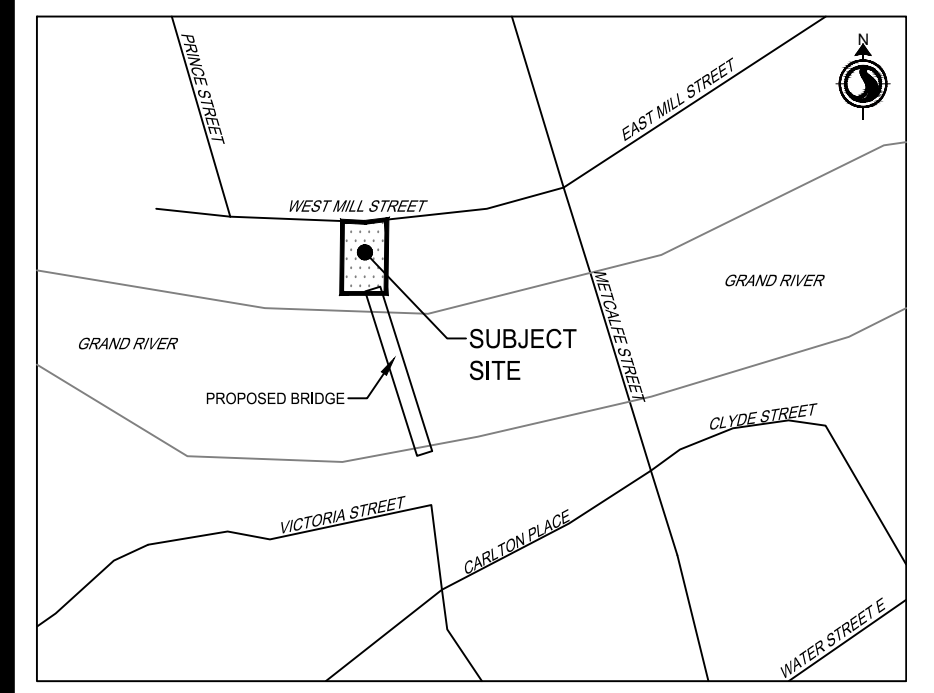 PRINCE STREET
N
EAST MILL STREET
WEST MILL STREET
GRAND RIVER
METCALFE STREET
GRAND RIVER
SUBJECT
SITE
PROPOSED BRIDGE
CLYDE STREET
VICTORIA STREET
CARLTON PLACE
WATER STREET E